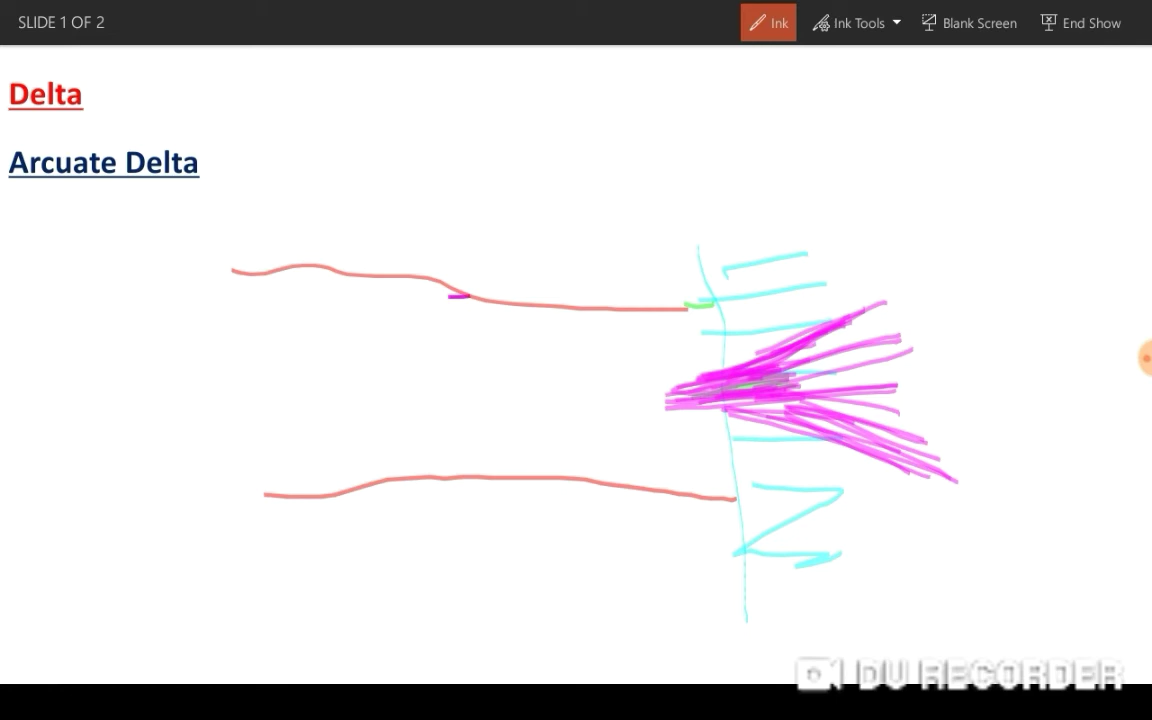 SLIDE 1 OF 2 Ink Ink Tools Blank Screen End Show
Delta
Arcuate Delta
DU RECORDER